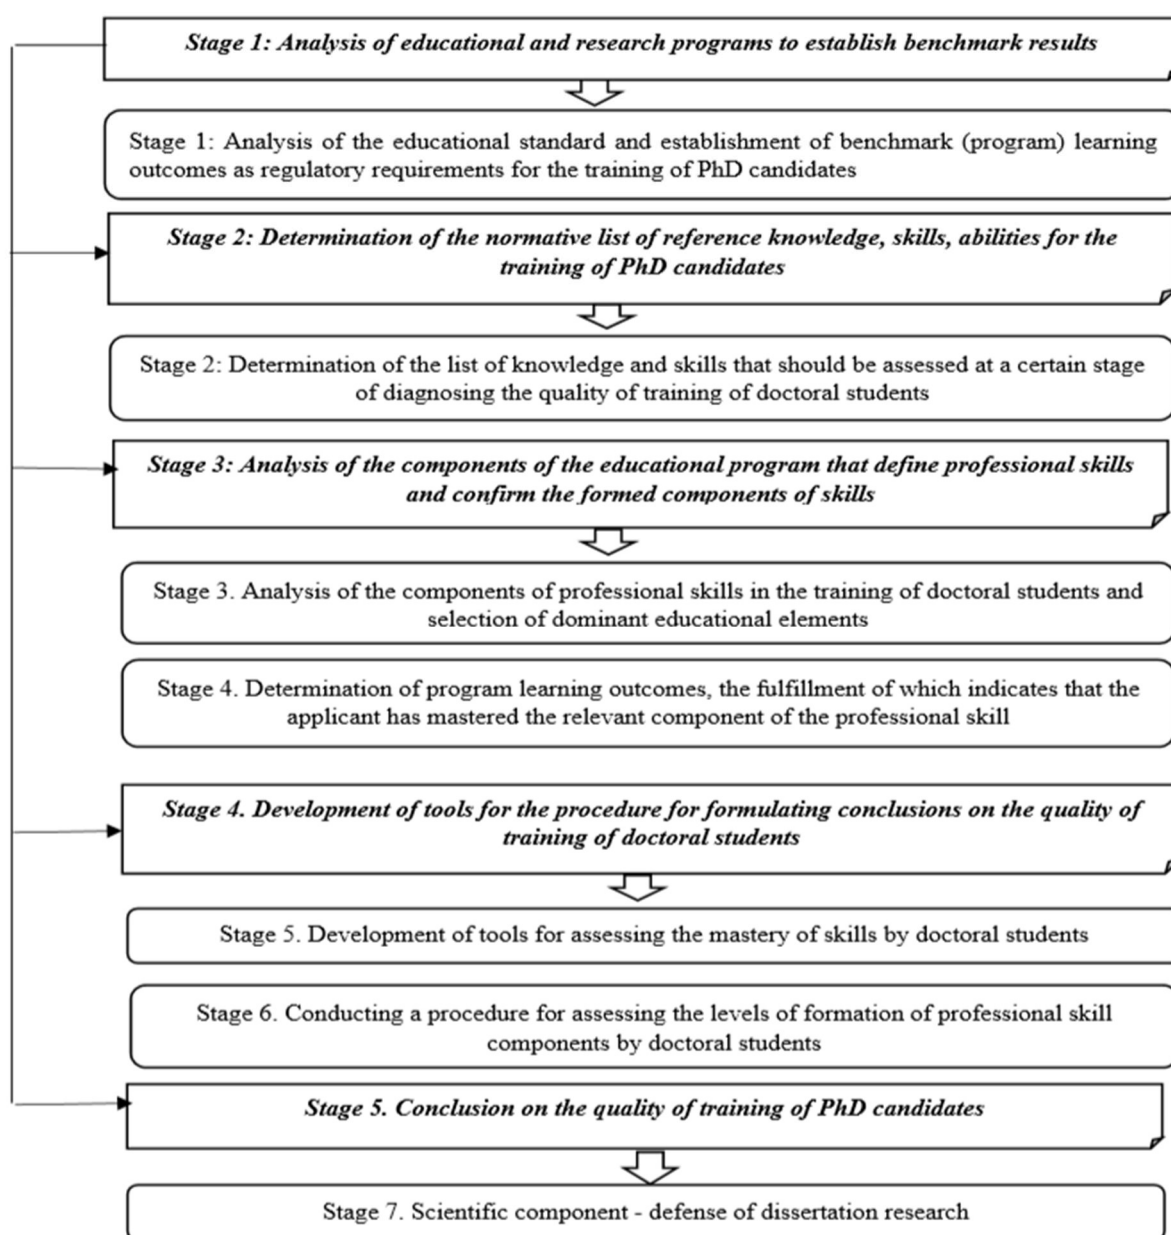 Stage 1: Analysis of educational and research programs to establish benchmark results
Stage 1: Analysis of the educational standard and establishment of benchmark (program) learning
outcomes as regulatory requirements for the training of PhD candidates
Stage 2: Determination of the normative list of reference knowledge, skills, abilities for the
training of PhD candidates
Stage 2: Determination of the list of knowledge and skills that should be assessed at a certain stage
of diagnosing the quality of training of doctoral students
Stage 3: Analysis of the components of the educational program that define professional skills
and confirm the formed components of skills
Stage 3. Analysis of the components of professional skills in the training of doctoral students and
selection of dominant educational elements
Stage 4. Determination of program learning outcomes, the fulfillment of which indicates that the
applicant has mastered the relevant component of the professional skill
Stage 4. Development of tools for the procedure for formulating conclusions on the quality of
training of doctoral students
Stage 5. Development of tools for assessing the mastery of skills by doctoral students
Stage 6. Conducting a procedure for assessing the levels of formation of professional skill
components by doctoral students
Stage 5. Conclusion on the quality of training of PhD candidates
Stage 7. Scientific component - defense of dissertation research